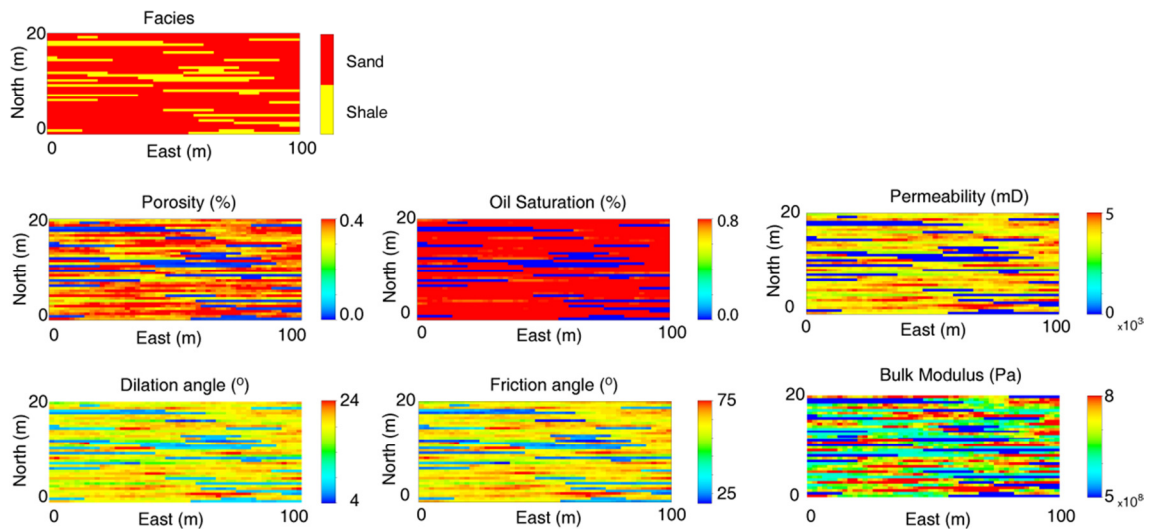 Facies
20
North (m)
0
0
100
East (m)
Sand
Shale
Porosity (%)
20
North (m)
0
0
100
East (m)
0.4
0.0
Oil Saturation (%)
20
North (m)
0
0
100
East (m)
0.8
0.0
Permeability (mD)
20
North (m)
0
0
100
East (m)
5
0
x10³
Dilation angle (⁰)
20
North (m)
0
0
100
East (m)
24
4
Friction angle (⁰)
20
North (m)
0
0
100
East (m)
75
25
Bulk Modulus (Pa)
20
North (m)
0
0
100
East (m)
8
5
x10⁸